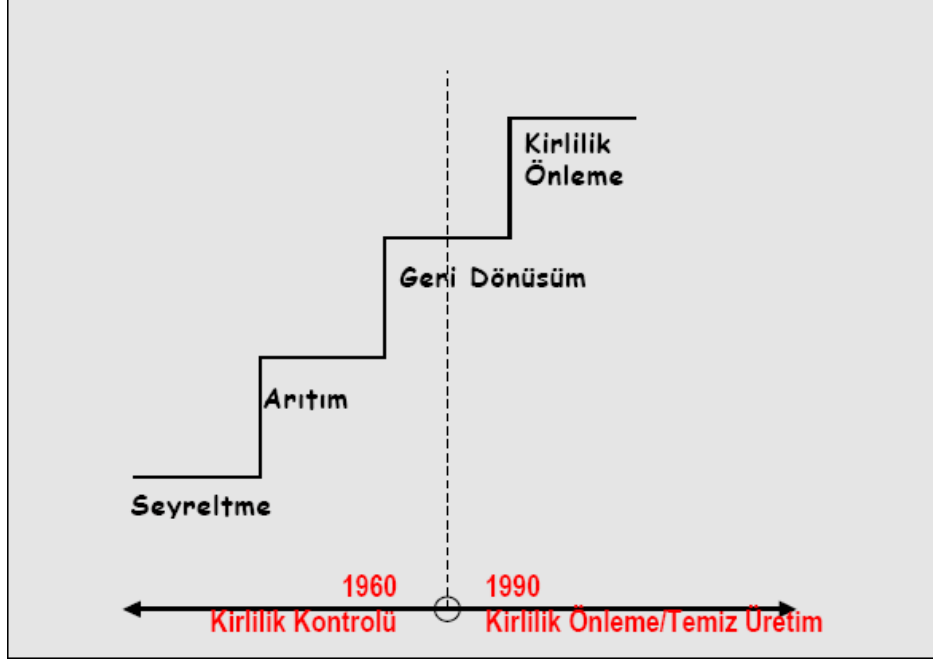 Kirlilik
Önleme
Geri Dönüsüm
Arıtım
Seyreltme
1960
Kirlilik Kontrolü
1990
Kirlilik Önleme/Temiz Üretim